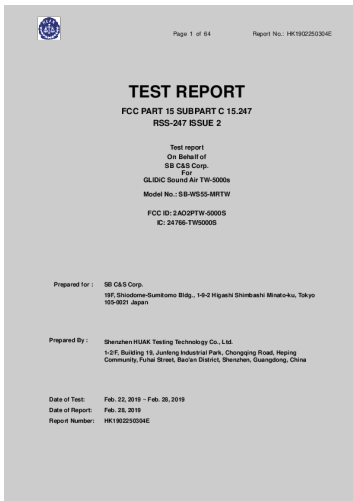 Page 1 of 64 Report No.: HK1902250304E
TEST REPORT
FCC PART 15 SUBPART C 15.247
RSS-247 ISSUE 2
Test report
On Behalf of
SB C&S Corp.
For
GLIDiC Sound Air TW-5000s
Model No.: SB-WS55-MRTW
FCC ID: 2AO2PTW-5000S
IC: 24766-TW5000S
Prepared for : SB C&S Corp.
19F, Shiodome-Sumitomo Bldg., 1-9-2 Higashi Shimbashi Minato-ku, Tokyo
105-0021 Japan
Prepared By : Shenzhen HUAK Testing Technology Co., Ltd.
1-2/F, Building 19, Junfeng Industrial Park, Chongqing Road, Heping
Community, Fuhai Street, Bao'an District, Shenzhen, Guangdong, China
Date of Test: Feb. 22, 2019 ~ Feb. 28, 2019
Date of Report: Feb. 28, 2019
Report Number: HK1902250304E